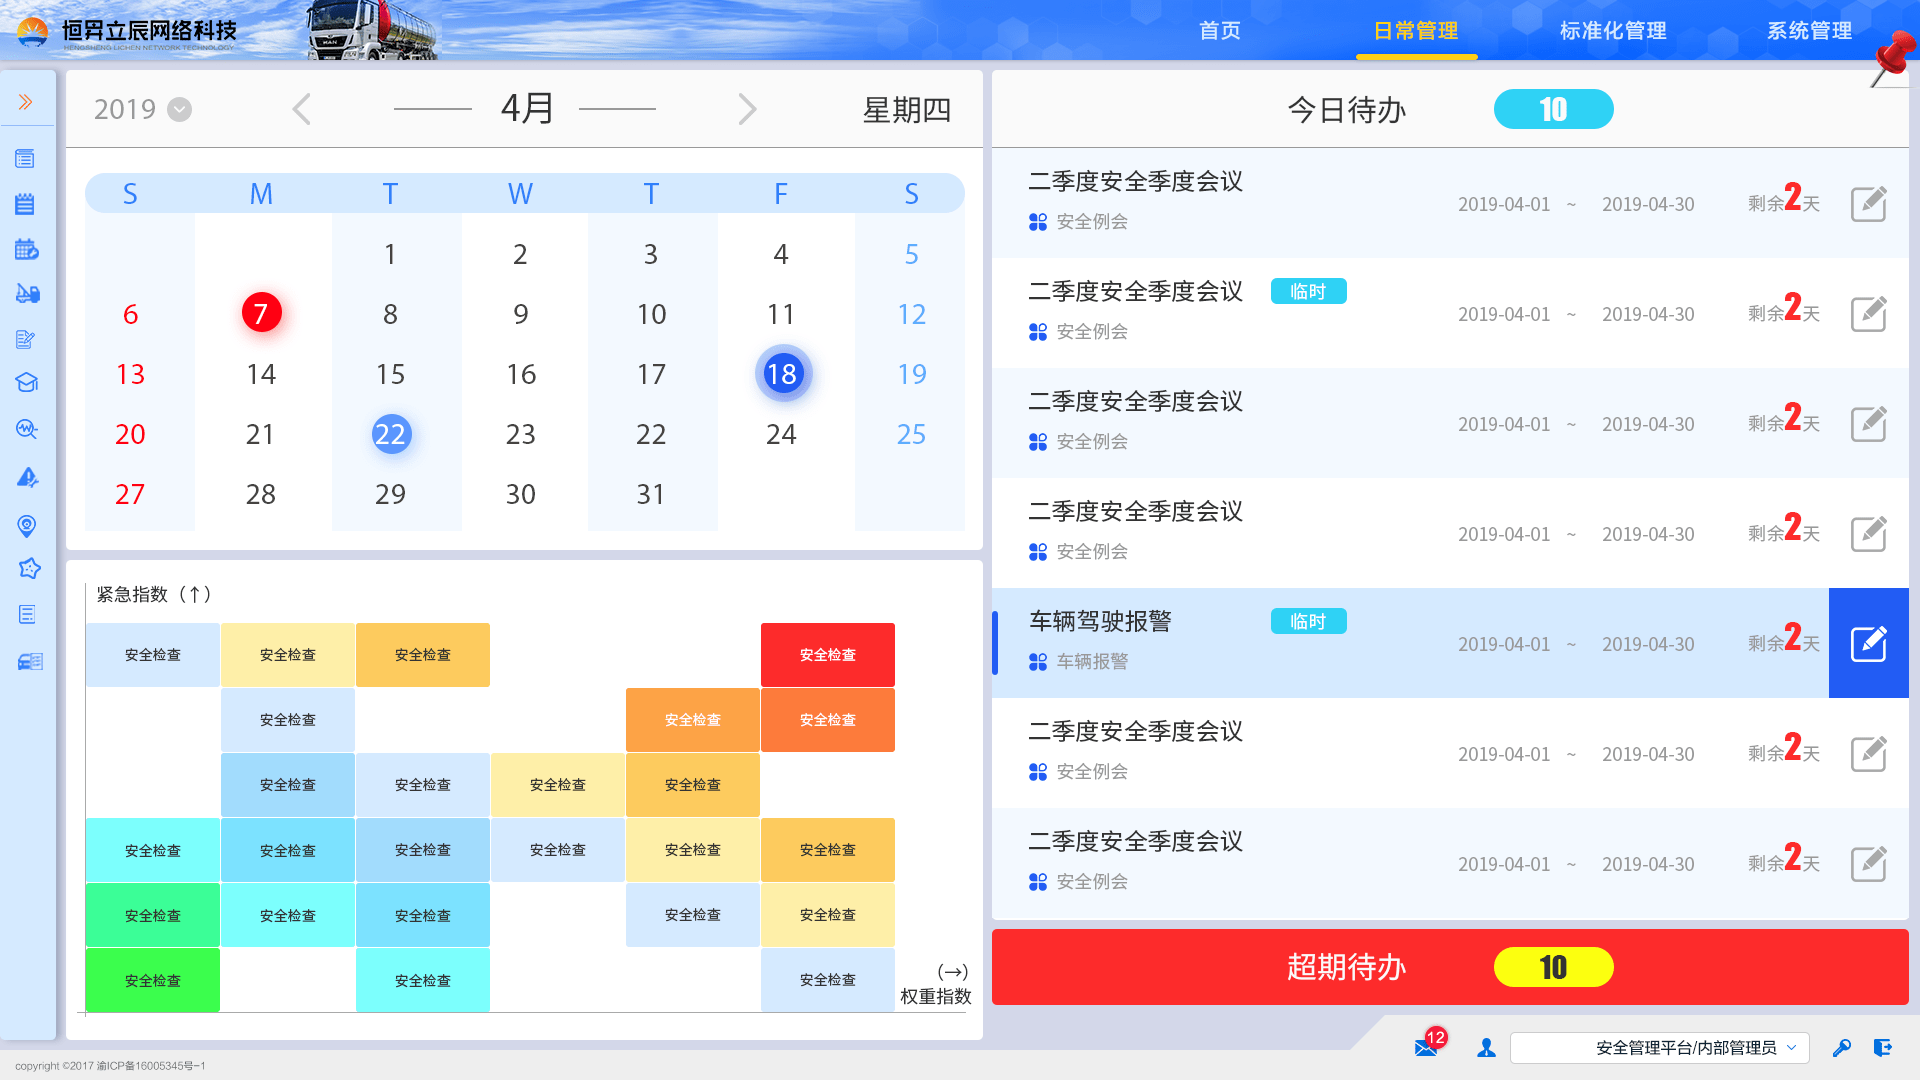 恒昇立辰网络科技
HENGSHENG LICHEN NETWORK TECHNOLOGY
MAN
首页 日常管理 标准化管理 系统管理
2019 4月 星期四
S M T W T F S
1 2 3 4 5
6 7 8 9 10 11 12
13 14 15 16 17 18 19
20 21 22 23 22 24 25
27 28 29 30 31
紧急指数（↑）
安全检查 安全检查 安全检查 安全检查
安全检查 安全检查 安全检查
安全检查 安全检查 安全检查 安全检查
安全检查 安全检查 安全检查 安全检查 安全检查 安全检查
安全检查 安全检查 安全检查 安全检查 安全检查
安全检查 安全检查 安全检查
（→）
权重指数
今日待办 10
二季度安全季度会议
安全例会
2019-04-01 ~ 2019-04-30 剩余2天
二季度安全季度会议 临时
安全例会
2019-04-01 ~ 2019-04-30 剩余2天
二季度安全季度会议
安全例会
2019-04-01 ~ 2019-04-30 剩余2天
二季度安全季度会议
安全例会
2019-04-01 ~ 2019-04-30 剩余2天
车辆驾驶报警 临时
车辆报警
2019-04-01 ~ 2019-04-30 剩余2天
二季度安全季度会议
安全例会
2019-04-01 ~ 2019-04-30 剩余2天
二季度安全季度会议
安全例会
2019-04-01 ~ 2019-04-30 剩余2天
超期待办 10
12 安全管理平台/内部管理员
copyright ©2017 渝ICP备16005345号-1